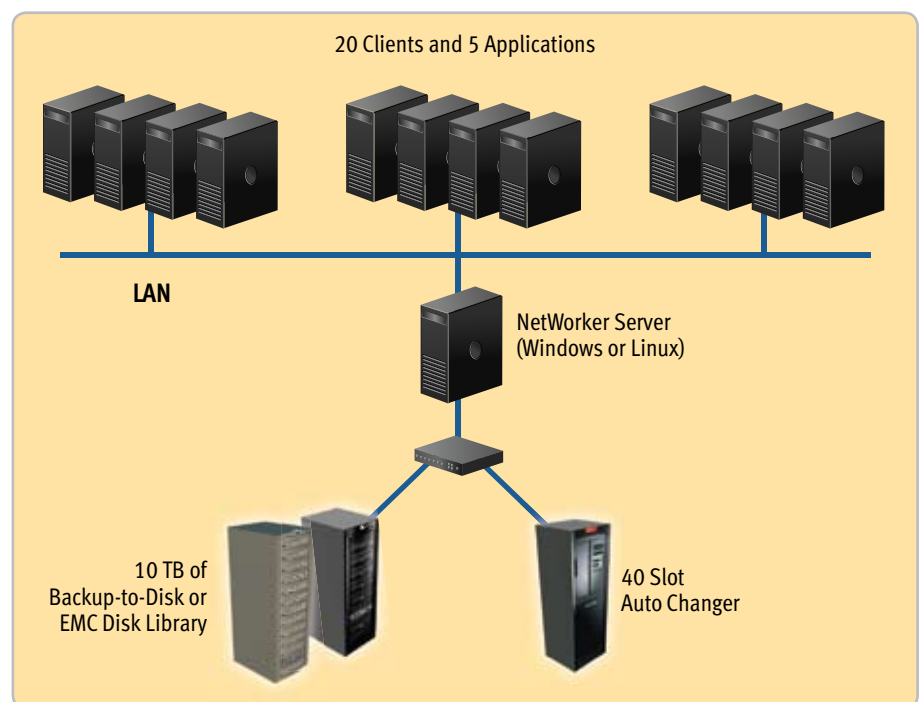 20 Clients and 5 Applications
LAN
NetWorker Server
(Windows or Linux)
10 TB of
Backup-to-Disk or
EMC Disk Library
40 Slot
Auto Changer